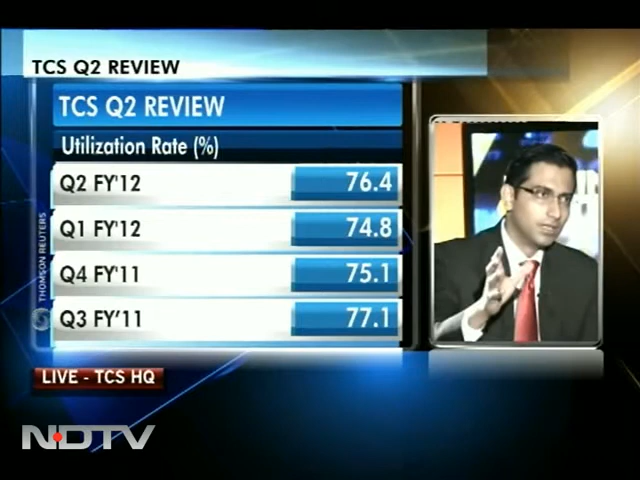 TCS Q2 REVIEW
TCS Q2 REVIEW
Utilization Rate (%)
Q2 FY'12 76.4
Q1 FY'12 74.8
Q4 FY'11 75.1
Q3 FY'11 77.1
THOMSON REUTERS
LIVE - TCS HQ
NDTV